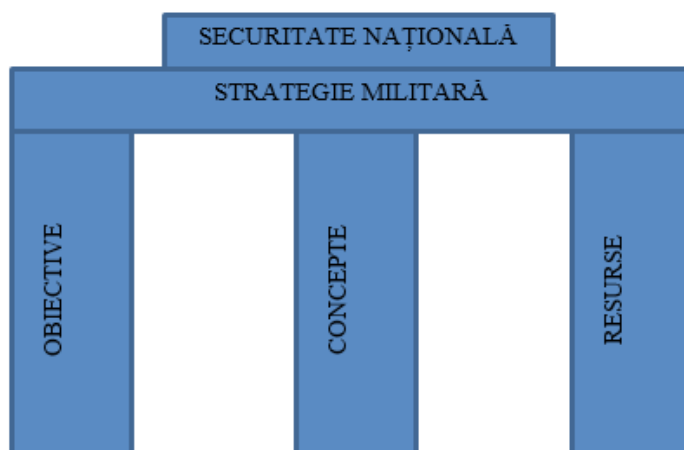 SECURITATE NAȚIONALĂ
STRATEGIE MILITARĂ
OBIECTIVE
CONCEPTE
RESURSE